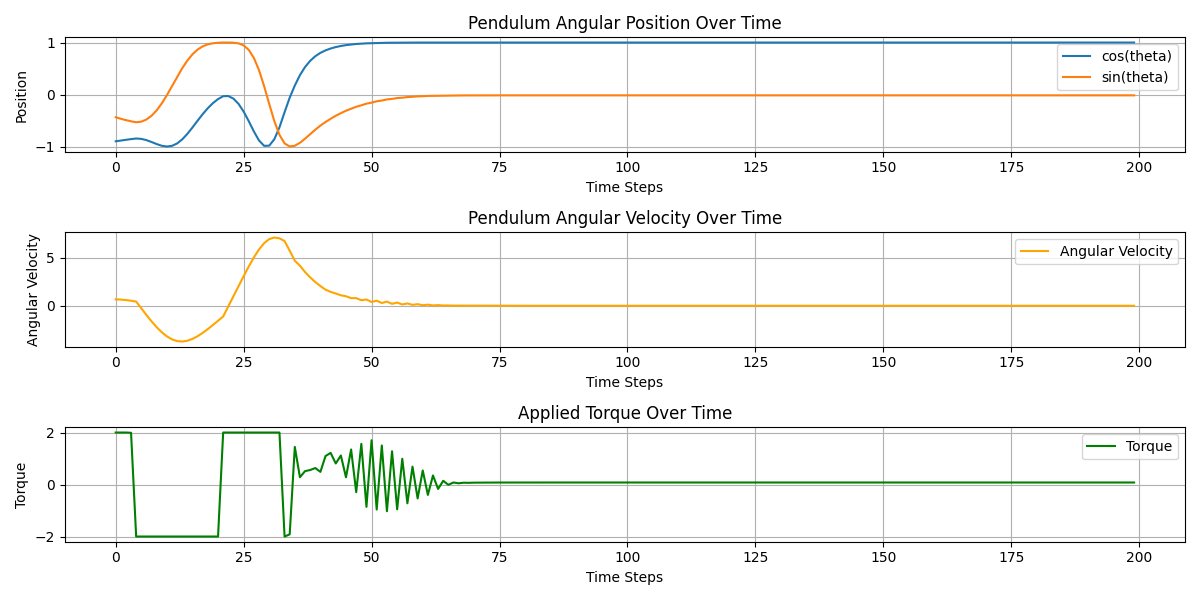 Pendulum Angular Position Over Time
Position
1
0
−1
cos(theta)
sin(theta)
0 25 50 75 100 125 150 175 200
Time Steps
Pendulum Angular Velocity Over Time
Angular Velocity
5
0
Angular Velocity
0 25 50 75 100 125 150 175 200
Time Steps
Applied Torque Over Time
Torque
2
0
−2
Torque
0 25 50 75 100 125 150 175 200
Time Steps